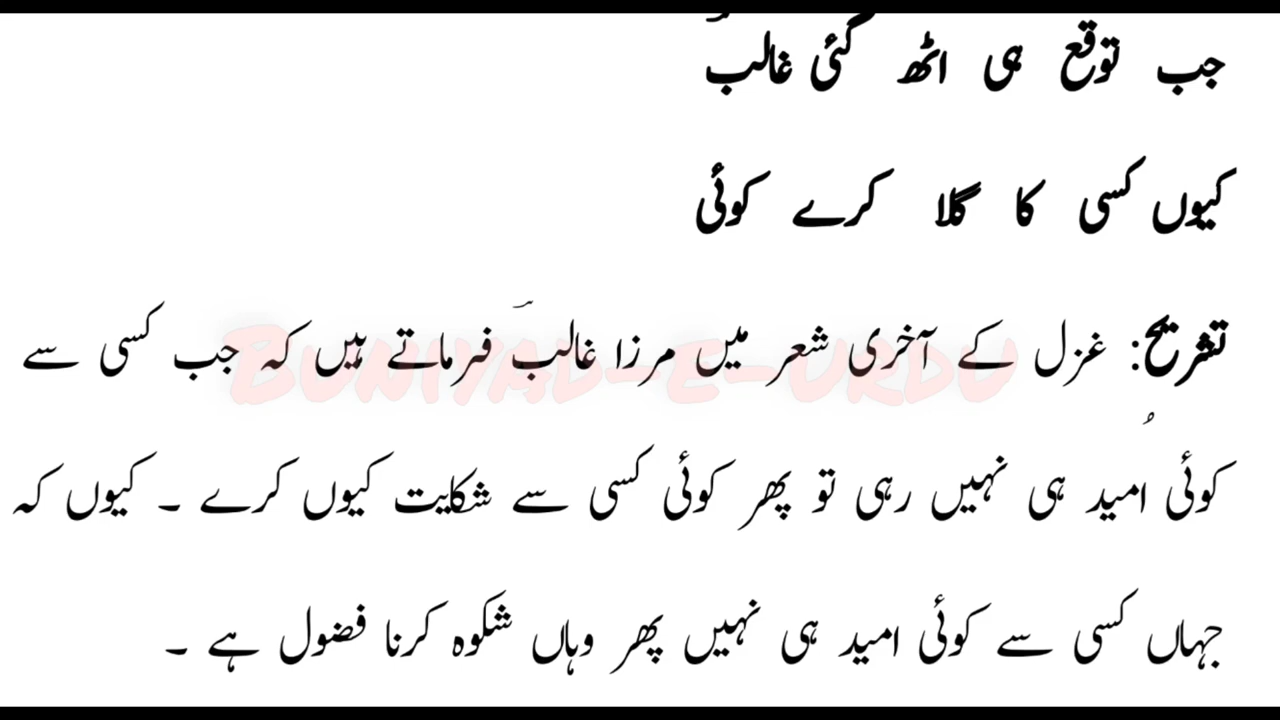 جب توقع ہی اٹھ گئی غالبؔ
کیوں کسی کا گلا کرے کوئی
تشریح: غزل کے آخری شعر میں مرزا غالبؔ فرماتے ہیں کہ جب کسی سے
کوئی اُمید ہی نہیں رہی تو پھر کوئی کسی سے شکایت کیوں کرے ۔ کیوں کہ
جہاں کسی سے کوئی امید ہی نہیں پھر وہاں شکوہ کرنا فضول ہے ۔
BUNIYAD-E-URDU